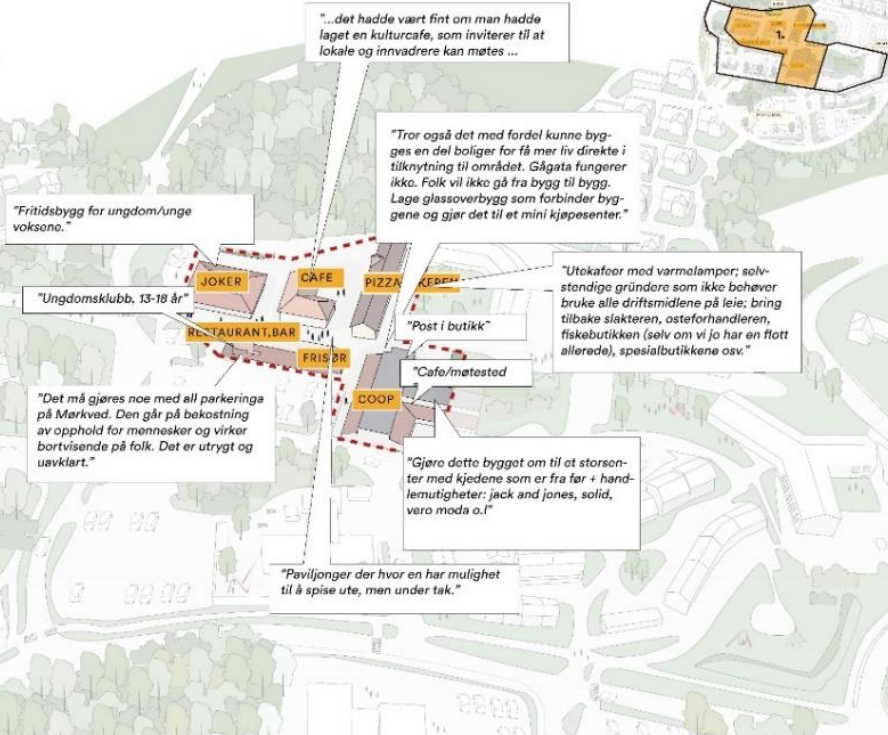 "...det hadde vært fint om man hadde
laget en kulturcafe, som inviterer til at
lokale og innvadrere kan møtes ...
1.
"Tror også det med fordel kunne byg-
ges en del boliger for få mer liv direkte i
tilknytning til området. Gågata fungerer
ikke. Folk vil ikke gå fra bygg til bygg.
Lage glassoverbygg som forbinder byg-
gene og gjør det til et mini kjøpesenter."
"Fritidsbygg for ungdom/unge
voksene."
JOKER
CAFE
PIZZA
"Utekafeer med varmelamper; selv-
stendige gründere som ikke behøver
bruke alle driftsmidlene på leie; bring
tilbake slakteren, osteforhandleren,
fiskebutikken (selv om vi jo har en flott
allerede), spesialbutikkene osv."
"Ungdomsklubb, 13-18 år"
RESTAURANT,BAR
"Post i butikk"
FRISØR
"Cafe/møtested
COOP
"Det må gjøres noe med all parkeringa
på Mørkved. Den går på bekostning
av opphold for mennesker og virker
bortvisende på folk. Det er utrygt og
uavklart."
"Gjøre dette bygget om til et storsen-
ter med kjedene som er fra før + hand-
lemutigheter: jack and jones, solid,
vero moda o.l"
"Paviljonger der hvor en har mulighet
til å spise ute, men under tak."